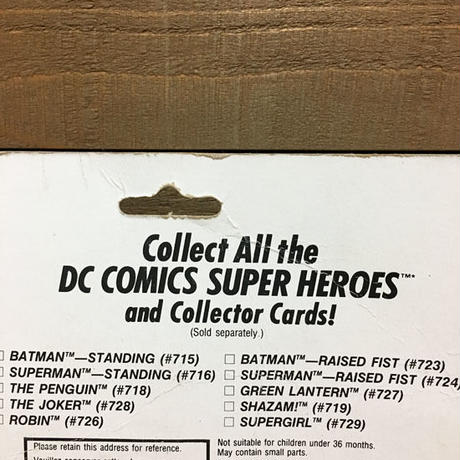 Collect All the
DC COMICS SUPER HEROES™*
and Collector Cards!
(Sold separately.)
☐ BATMAN™—STANDING (#715)
☐ SUPERMAN™—STANDING (#716)
☐ THE PENGUIN™ (#718)
☐ THE JOKER™ (#728)
☐ ROBIN™ (#726)
☐ BATMAN™—RAISED FIST (#723)
☐ SUPERMAN™—RAISED FIST (#724)
☐ GREEN LANTERN™ (#727)
☐ SHAZAM!™ (#719)
☐ SUPERGIRL™ (#729)
Please retain this address for reference.
Not suitable for children under 36 months.
May contain small parts.